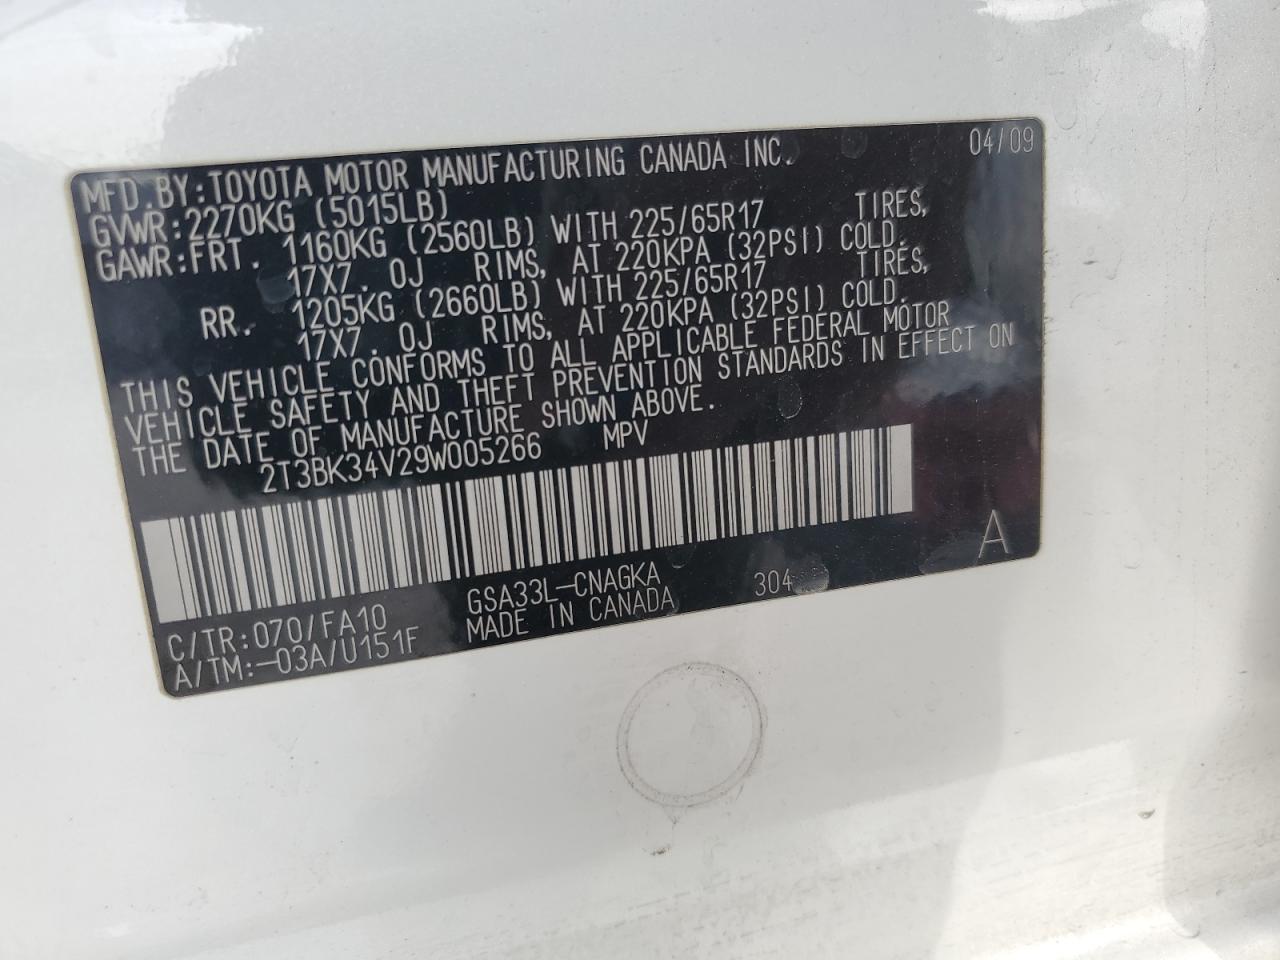 MFD.BY:TOYOTA MOTOR MANUFACTURING CANADA INC. 04/09
GVWR:2270KG (5015LB)
GAWR:FRT. 1160KG (2560LB) WITH 225/65R17 TIRES,
17X7.0J RIMS, AT 220KPA (32PSI) COLD.
RR. 1205KG (2660LB) WITH 225/65R17 TIRES,
17X7.0J RIMS, AT 220KPA (32PSI) COLD.
THIS VEHICLE CONFORMS TO ALL APPLICABLE FEDERAL MOTOR
VEHICLE SAFETY AND THEFT PREVENTION STANDARDS IN EFFECT ON
THE DATE OF MANUFACTURE SHOWN ABOVE.
2T3BK34V29W005266 MPV
A
C/TR:070/FA10 GSA33L-CNAGKA 304
A/TM:-03A/U151F MADE IN CANADA